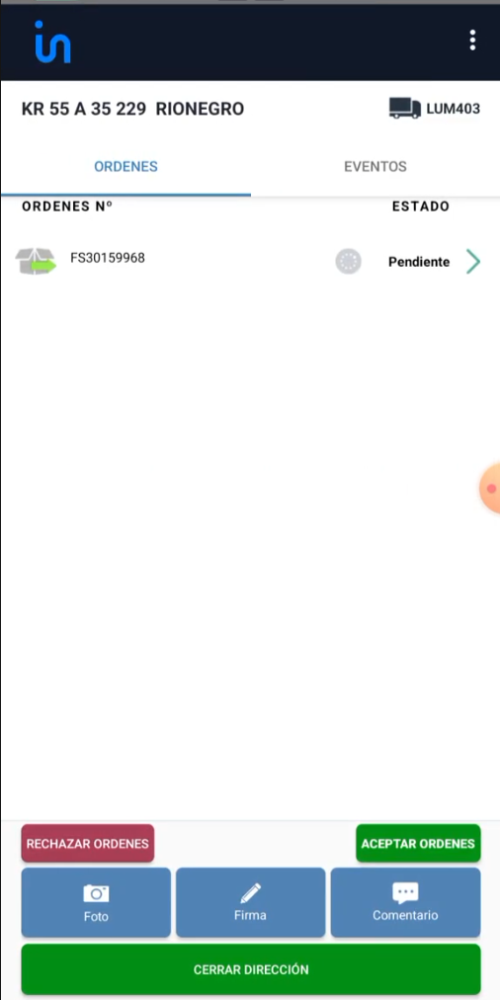 in
KR 55 A 35 229 RIONEGRO
LUM403
ORDENES
EVENTOS
ORDENES Nº
ESTADO
FS30159968
Pendiente
RECHAZAR ORDENES
ACEPTAR ORDENES
Foto
Firma
Comentario
CERRAR DIRECCIÓN